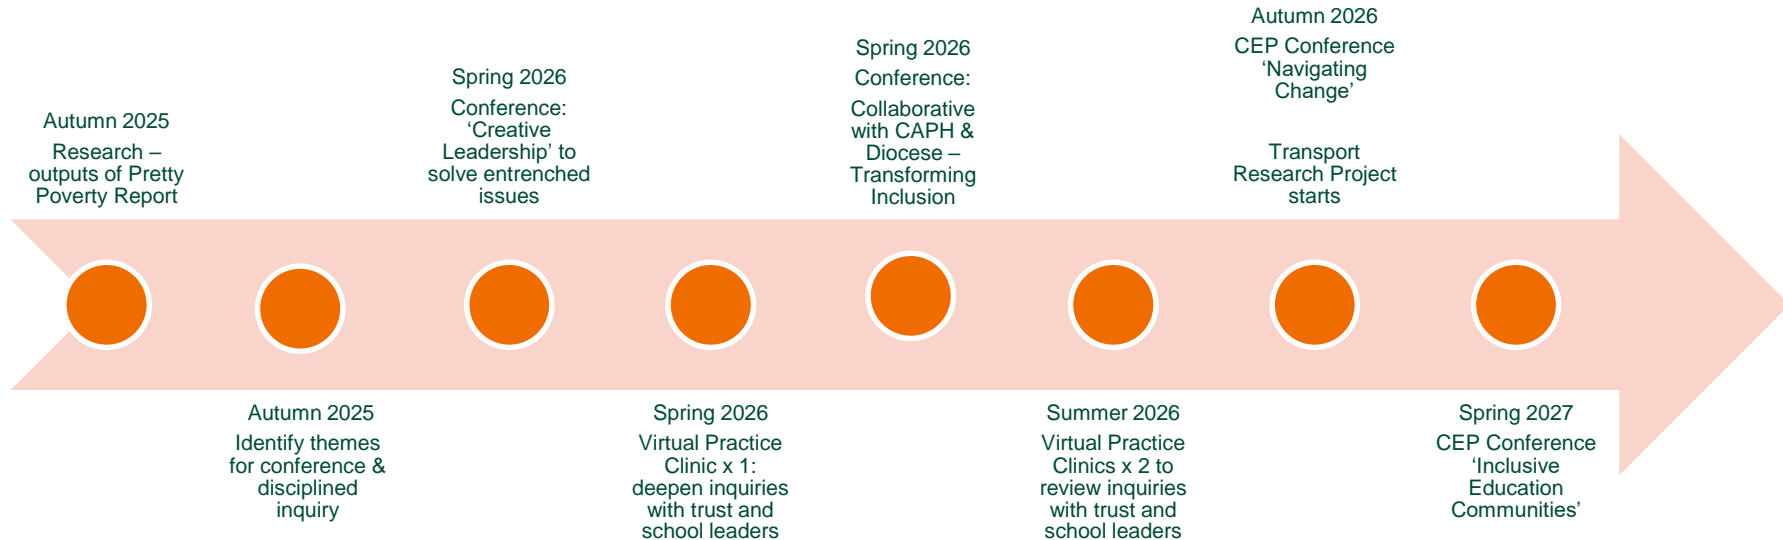 Autumn 2025
Research –
outputs of Pretty
Poverty Report
Autumn 2025
Identify themes
for conference &
disciplined
inquiry
Spring 2026
Conference:
‘Creative
Leadership’ to
solve entrenched
issues
Spring 2026
Virtual Practice
Clinic x 1:
deepen inquiries
with trust and
school leaders
Spring 2026
Conference:
Collaborative
with CAPH &
Diocese –
Transforming
Inclusion
Summer 2026
Virtual Practice
Clinics x 2 to
review inquiries
with trust and
school leaders
Autumn 2026
CEP Conference
‘Navigating
Change’
Transport
Research Project
starts
Spring 2027
CEP Conference
‘Inclusive
Education
Communities’